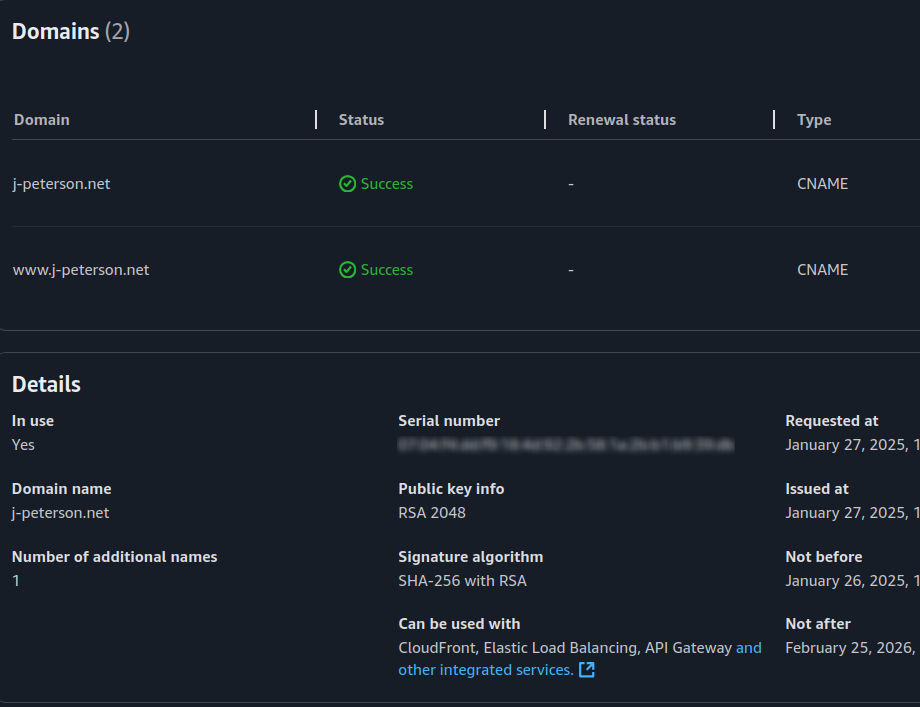 Domains (2)
Domain Status Renewal status Type
j-peterson.net Success - CNAME
www.j-peterson.net Success - CNAME
Details
In use
Yes
Domain name
j-peterson.net
Number of additional names
1
Serial number
Public key info
RSA 2048
Signature algorithm
SHA-256 with RSA
Can be used with
CloudFront, Elastic Load Balancing, API Gateway and
other integrated services.
Requested at
January 27, 2025, 1
Issued at
January 27, 2025, 1
Not before
January 26, 2025, 1
Not after
February 25, 2026,